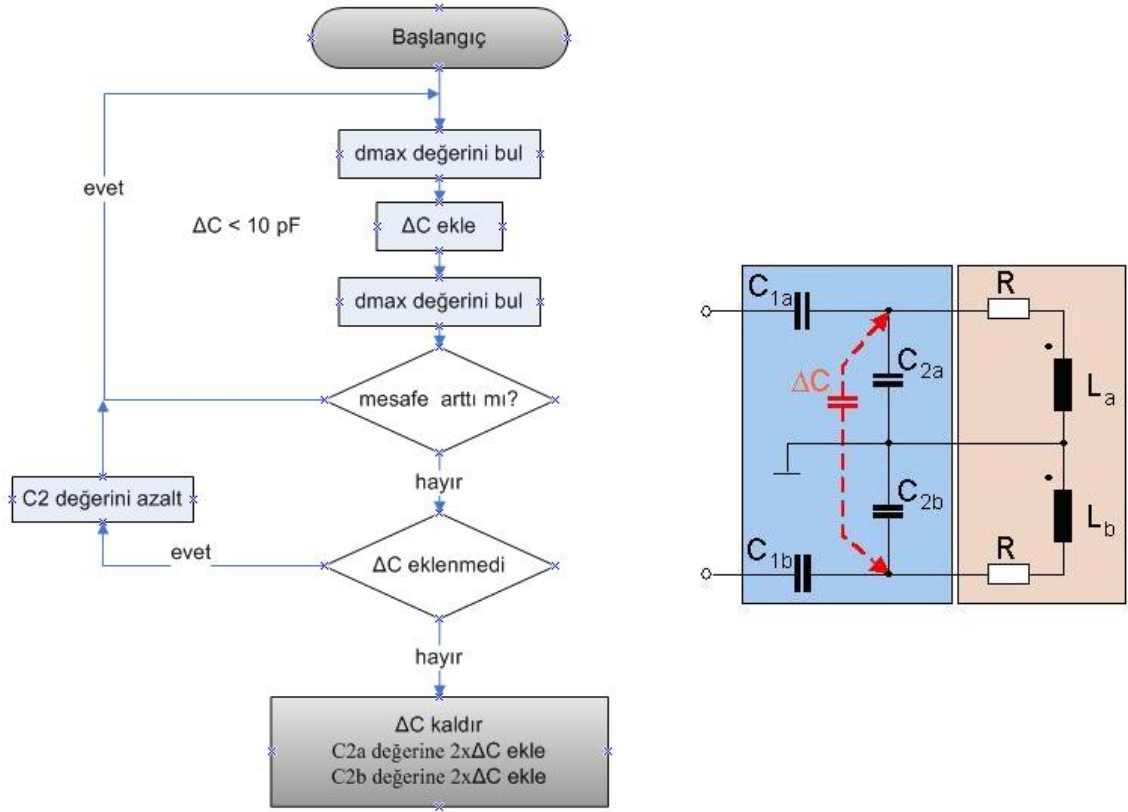 Başlangıç
dmax değerini bul
evet
ΔC < 10 pF
ΔC ekle
dmax değerini bul
mesafe arttı mı?
hayır
C2 değerini azalt
evet
ΔC eklenmedi
hayır
ΔC kaldır
C2a değerine 2xΔC ekle
C2b değerine 2xΔC ekle
C1a
R
ΔC
C2a
La
C2b
Lb
C1b
R